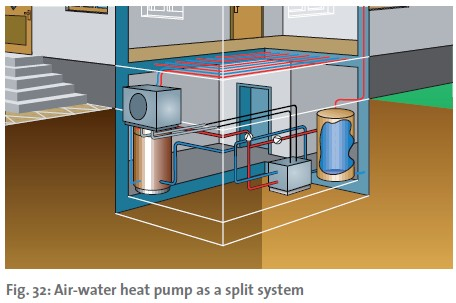 Fig. 32: Air-water heat pump as a split system